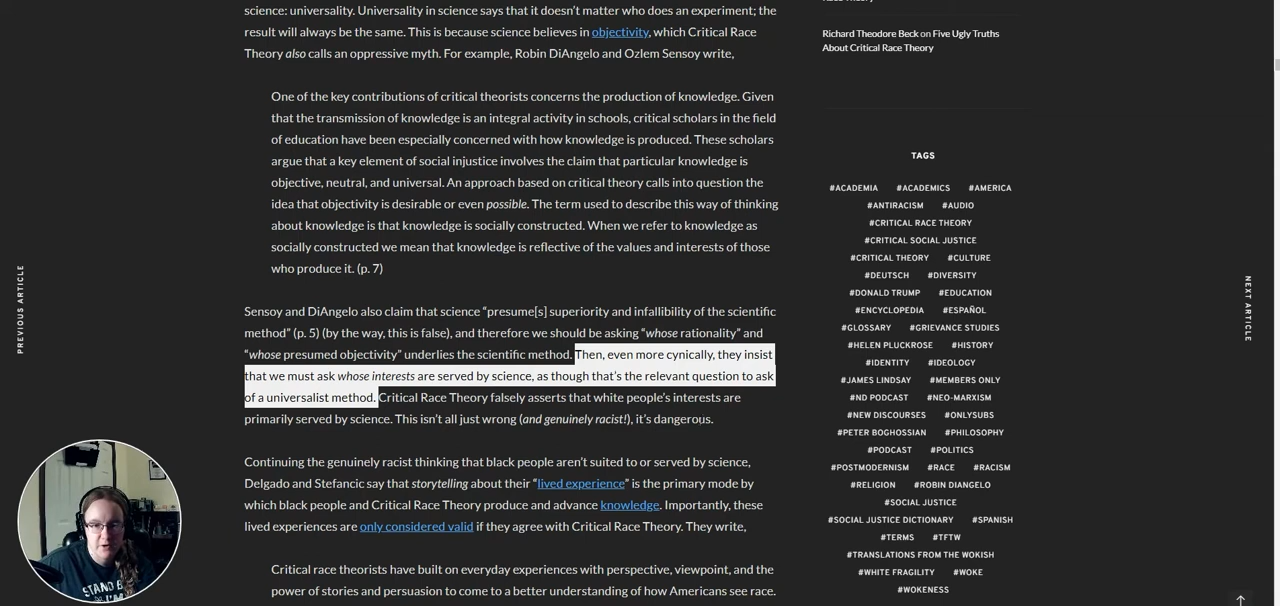 science: universality. Universality in science says that it doesn't matter who does an experiment; the
result will always be the same. This is because science believes in objectivity, which Critical Race
Theory also calls an oppressive myth. For example, Robin DiAngelo and Ozlem Sensoy write,
One of the key contributions of critical theorists concerns the production of knowledge. Given
that the transmission of knowledge is an integral activity in schools, critical scholars in the field
of education have been especially concerned with how knowledge is produced. These scholars
argue that a key element of social injustice involves the claim that particular knowledge is
objective, neutral, and universal. An approach based on critical theory calls into question the
idea that objectivity is desirable or even possible. The term used to describe this way of thinking
about knowledge is that knowledge is socially constructed. When we refer to knowledge as
socially constructed we mean that knowledge is reflective of the values and interests of those
who produce it. (p. 7)
Sensoy and DiAngelo also claim that science “presume[s] superiority and infallibility of the scientific
method” (p. 5) (by the way, this is false), and therefore we should be asking “whose rationality” and
“whose presumed objectivity” underlies the scientific method. Then, even more cynically, they insist
that we must ask whose interests are served by science, as though that’s the relevant question to ask
of a universalist method. Critical Race Theory falsely asserts that white people’s interests are
primarily served by science. This isn’t all just wrong (and genuinely racist!), it’s dangerous.
Continuing the genuinely racist thinking that black people aren’t suited to or served by science,
Delgado and Stefancic say that storytelling about their “lived experience” is the primary mode by
which black people and Critical Race Theory produce and advance knowledge. Importantly, these
lived experiences are only considered valid if they agree with Critical Race Theory. They write,
Critical race theorists have built on everyday experiences with perspective, viewpoint, and the
power of stories and persuasion to come to a better understanding of how Americans see race.
PREVIOUS ARTICLE
Richard Theodore Beck on Five Ugly Truths
About Critical Race Theory
TAGS
#ACADEMIA #ACADEMICS #AMERICA
#ANTIRACISM #AUDIO
#CRITICAL RACE THEORY
#CRITICAL SOCIAL JUSTICE
#CRITICAL THEORY #CULTURE
#DEUTSCH #DIVERSITY
#DONALD TRUMP #EDUCATION
#ENCYCLOPEDIA #ESPAÑOL
#GLOSSARY #GRIEVANCE STUDIES
#HELEN PLUCKROSE #HISTORY
#IDENTITY #IDEOLOGY
#JAMES LINDSAY #MEMBERS ONLY
#ND PODCAST #NEO-MARXISM
#NEW DISCOURSES #ONLYSUBS
#PETER BOGHOSSIAN #PHILOSOPHY
#PODCAST #POLITICS
#POSTMODERNISM #RACE #RACISM
#RELIGION #ROBIN DIANGELO
#SOCIAL JUSTICE
#SOCIAL JUSTICE DICTIONARY #SPANISH
#TERMS #TFTW
#TRANSLATIONS FROM THE WOKISH
#WHITE FRAGILITY #WOKE
#WOKENESS
NEXT ARTICLE
STAND B